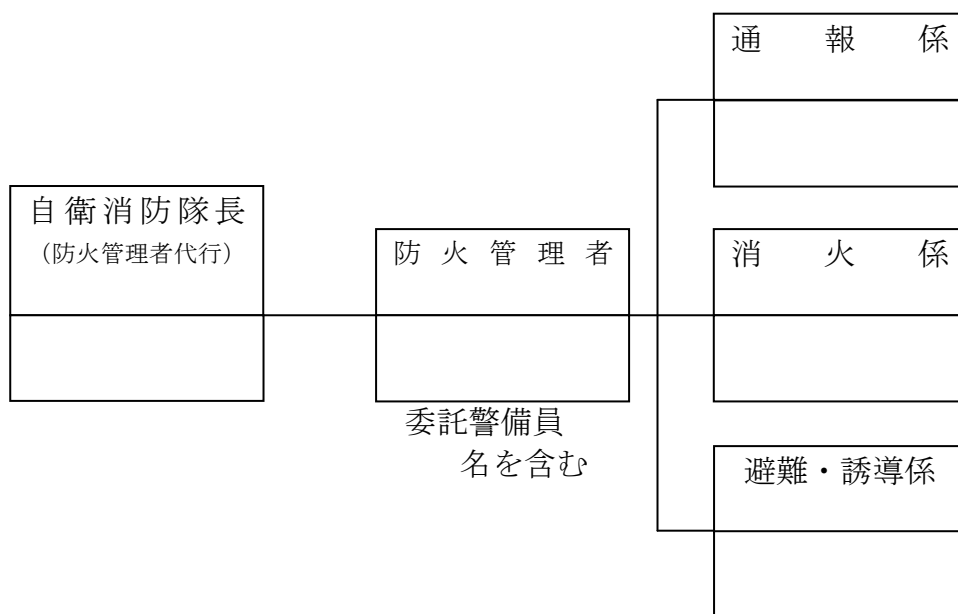 自衛消防隊長
（防火管理者代行）
防火管理者
委託警備員
名を含む
通報係
消火係
避難・誘導係